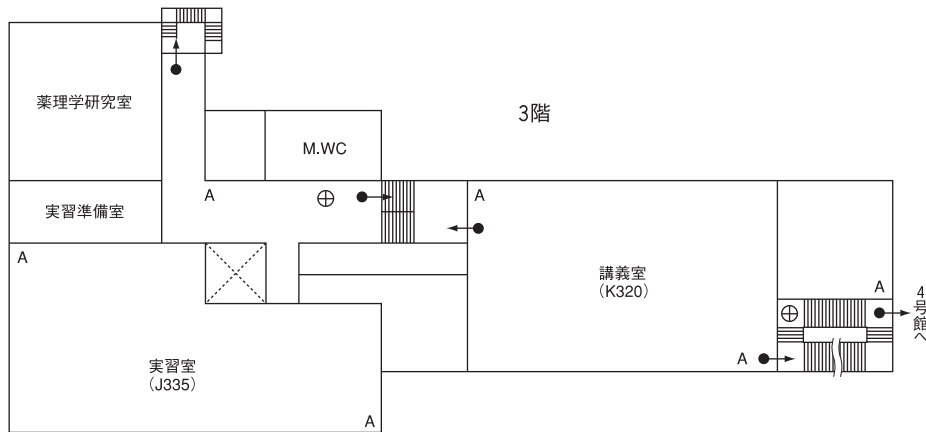 3階
薬理学研究室
M.WC
A
A
実習準備室
A
講義室
(K320)
A
4号館へ
A
実習室
(J335)
A